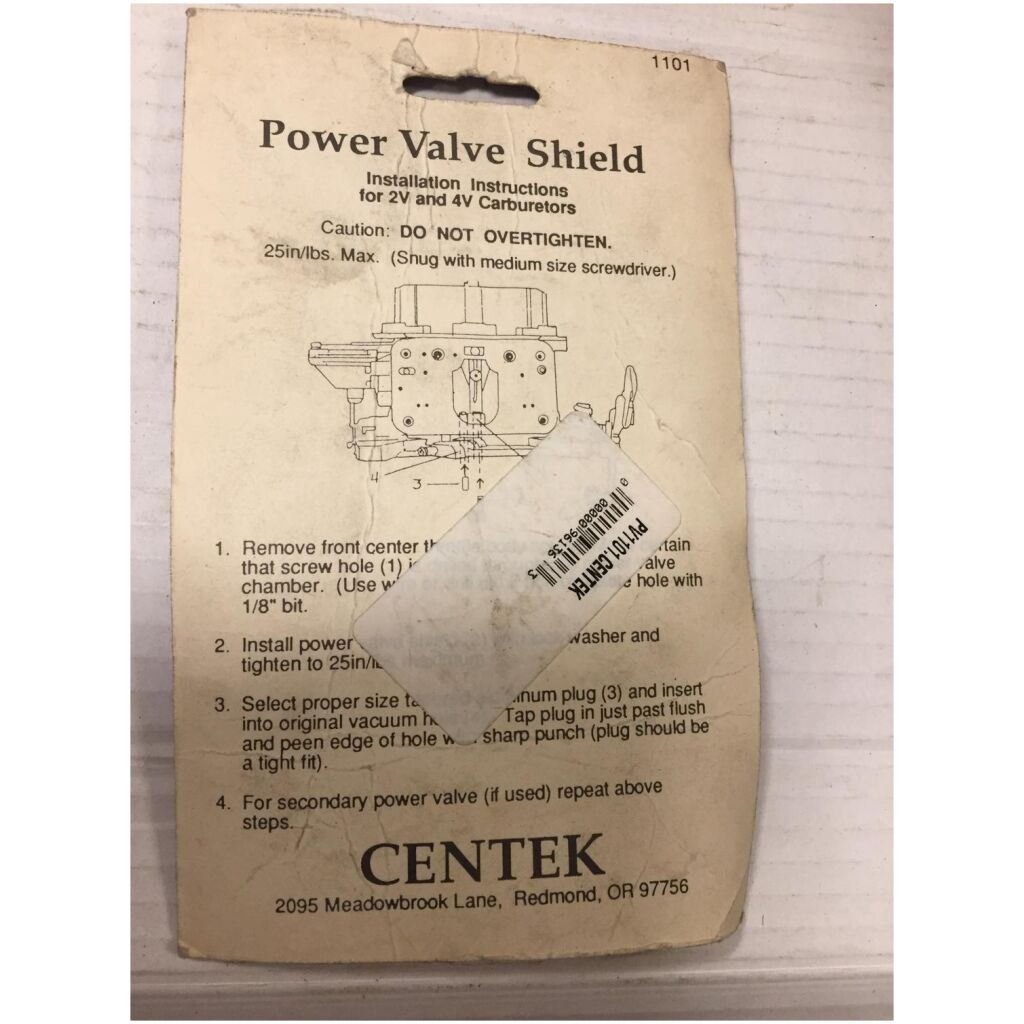 1101
Power Valve Shield
Installation Instructions
for 2V and 4V Carburetors
Caution: DO NOT OVERTIGHTEN.
25in/lbs. Max. (Snug with medium size screwdriver.)
4
3
PV1101.CENTEK
0 00000 96136 3
1. Remove front center
that screw hole (1)
chamber. (Use hole with
1/8" bit.
2. Install power washer and
tighten to
3. Select proper size plug (3) and insert
into original vacuum Tap plug in just past flush
and peen edge of hole sharp punch (plug should be
a tight fit).
4. For secondary power valve (if used) repeat above
steps.
CENTEK
2095 Meadowbrook Lane, Redmond, OR 97756